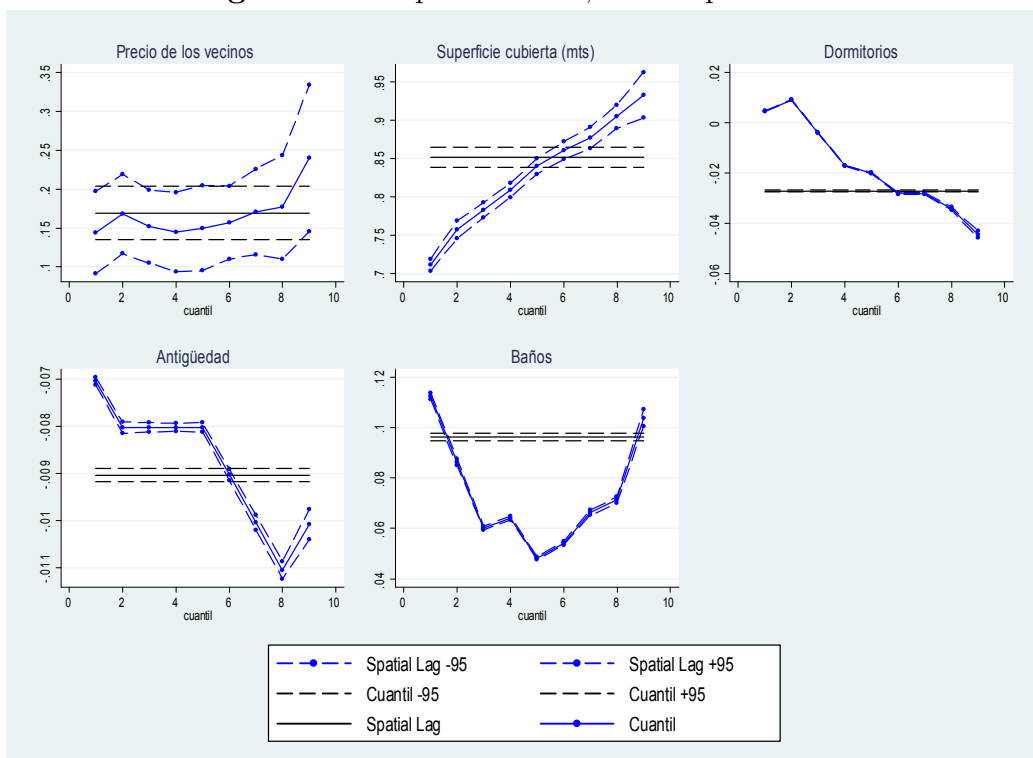 Precio de los vecinos
.35
.3
.25
.2
.15
.1
0 2 4 6 8 10
cuantil
Superficie cubierta (mts)
.95
.9
.85
.8
.75
.7
0 2 4 6 8 10
cuantil
Dormitorios
.02
0
-.02
-.04
-.06
0 2 4 6 8 10
cuantil
Antigüedad
-.007
-.008
-.009
-.01
-.011
0 2 4 6 8 10
cuantil
Baños
.12
.1
.08
.06
.04
0 2 4 6 8 10
cuantil
Spatial Lag -95 Spatial Lag +95
Cuantil -95 Cuantil +95
Spatial Lag Cuantil